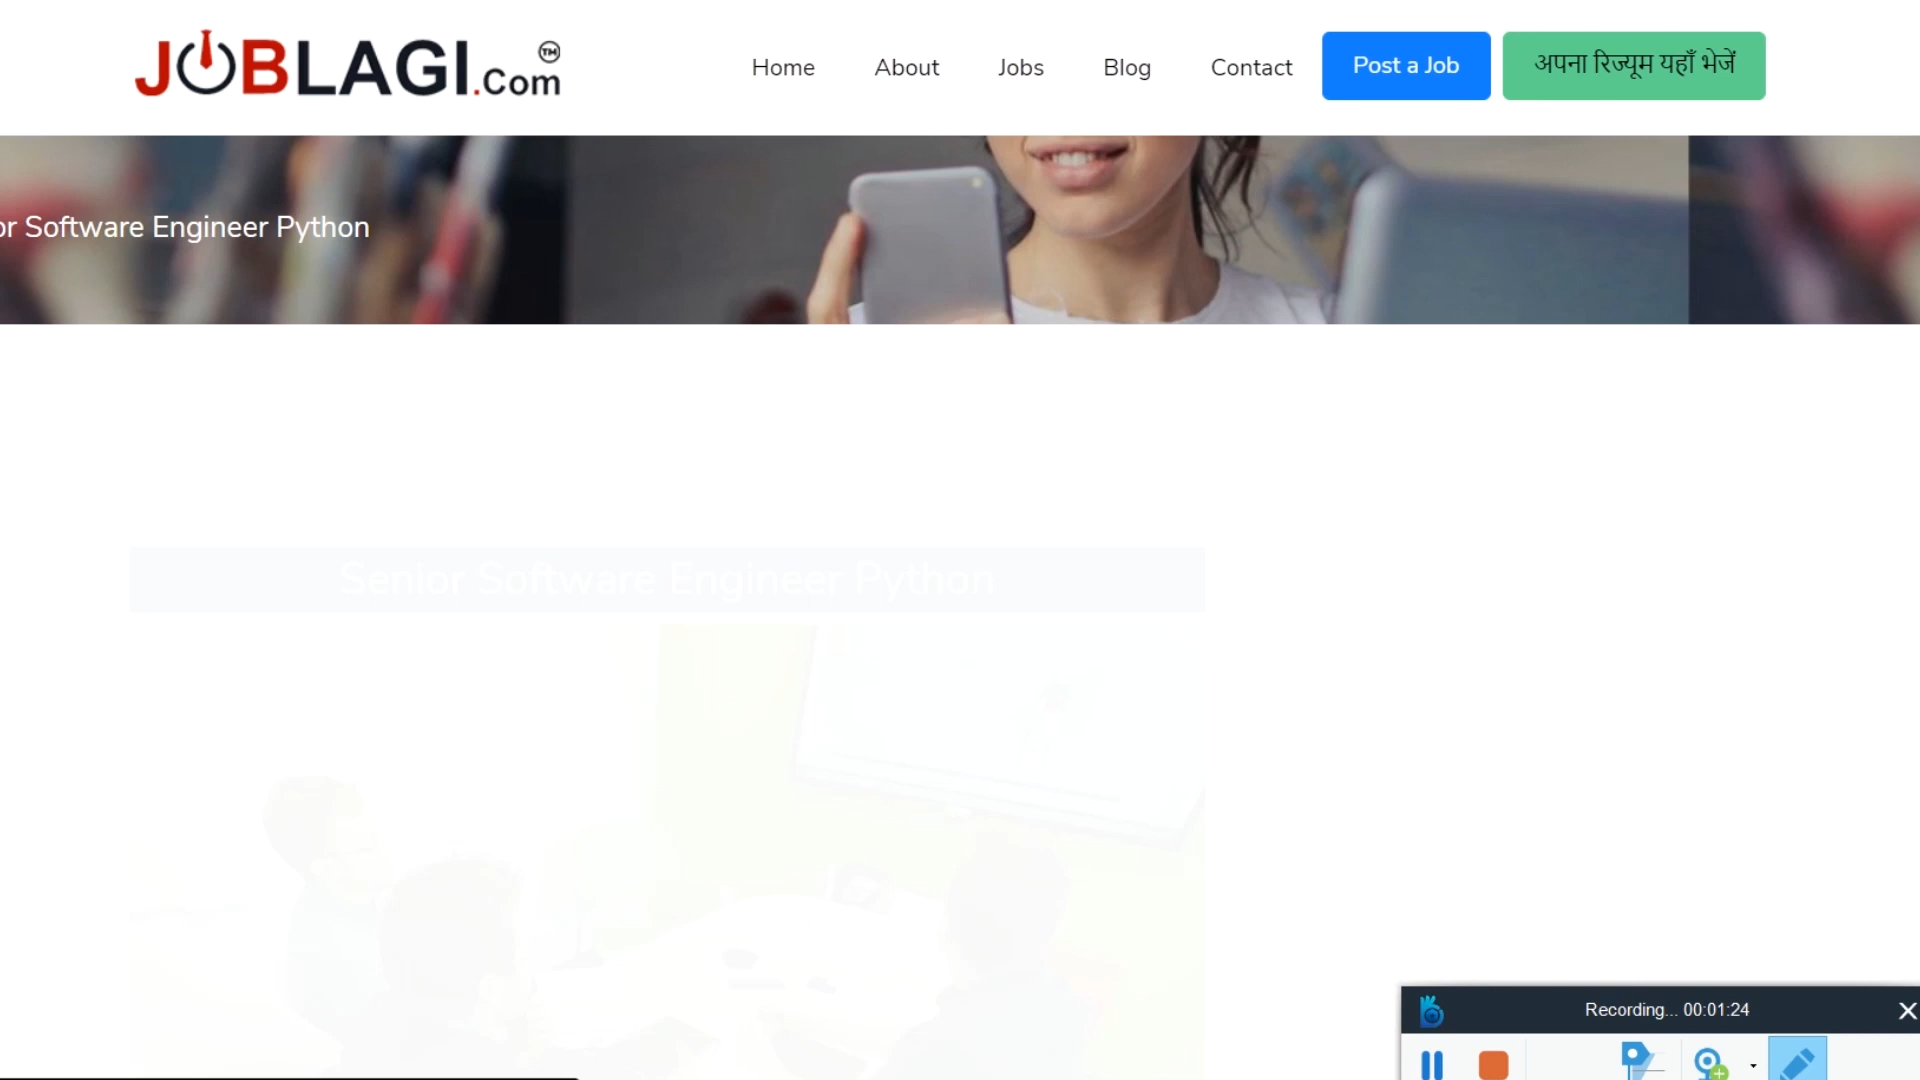 JOBLAGI.Com TM
Home About Jobs Blog Contact Post a Job अपना रिज्यूम यहाँ भेजें
or Software Engineer Python
Senior Software Engineer Python
Recording... 00:01:24